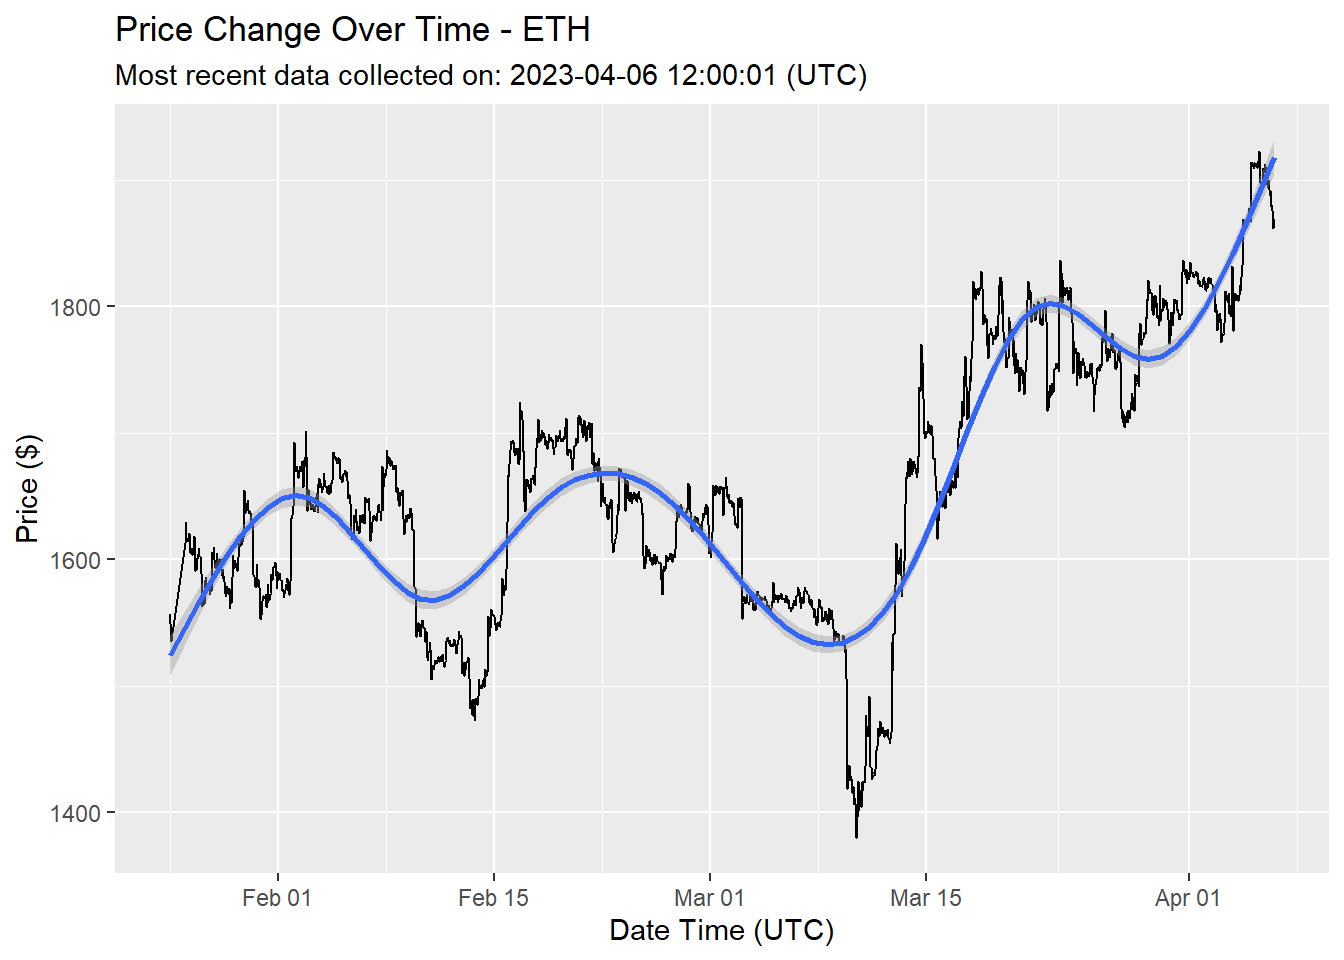 Price Change Over Time - ETH
Most recent data collected on: 2023-04-06 12:00:01 (UTC)
Price ($)
1800
1600
1400
Feb 01
Feb 15
Mar 01
Mar 15
Apr 01
Date Time (UTC)